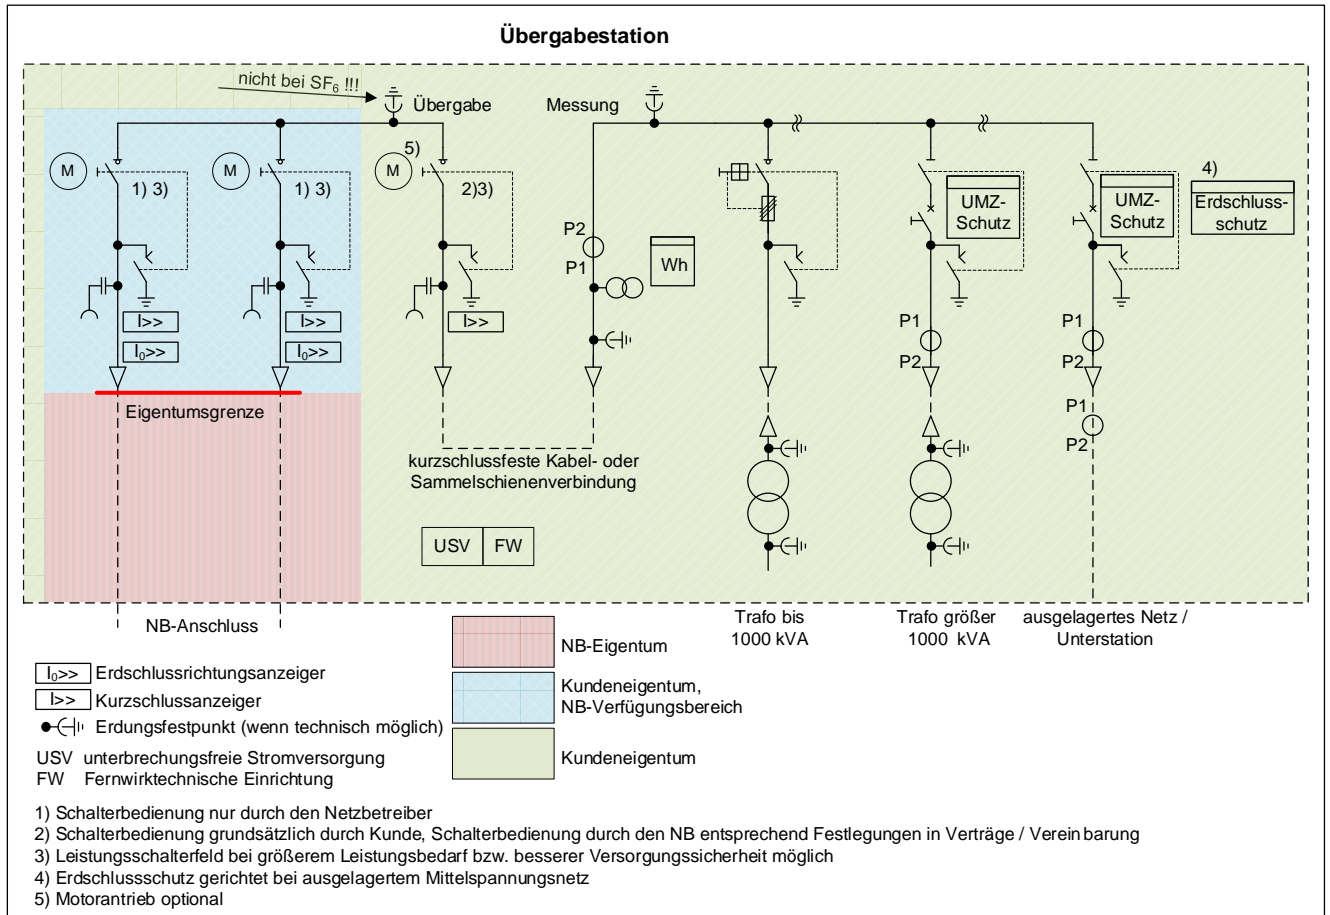 Übergabestation
nicht bei SF₆ !!!
Übergabe
Messung
M
1) 3)
M
1) 3)
5)
M
2)3)
4)
UMZ-
Schutz
UMZ-
Schutz
Erdschluss-
schutz
P2
P1
Wh
I>>
I₀>>
I>>
I₀>>
I>>
P1
P2
P1
P2
P1
P2
Eigentumsgrenze
kurzschlussfeste Kabel- oder
Sammelschienenverbindung
USV
FW
NB-Anschluss
Trafo bis
1000 kVA
Trafo größer
1000 kVA
ausgelagertes Netz /
Unterstation
I₀>> Erdschlussrichtungsanzeiger
I>> Kurzschlussanzeiger
Erdungsfestpunkt (wenn technisch möglich)
USV unterbrechungsfreie Stromversorgung
FW Fernwirktechnische Einrichtung
NB-Eigentum
Kundeneigentum,
NB-Verfügungsbereich
Kundeneigentum
1) Schalterbedienung nur durch den Netzbetreiber
2) Schalterbedienung grundsätzlich durch Kunde, Schalterbedienung durch den NB entsprechend Festlegungen in Verträge / Vereinbarung
3) Leistungsschalterfeld bei größerem Leistungsbedarf bzw. besserer Versorgungssicherheit möglich
4) Erdschlussschutz gerichtet bei ausgelagertem Mittelspannungsnetz
5) Motorantrieb optional